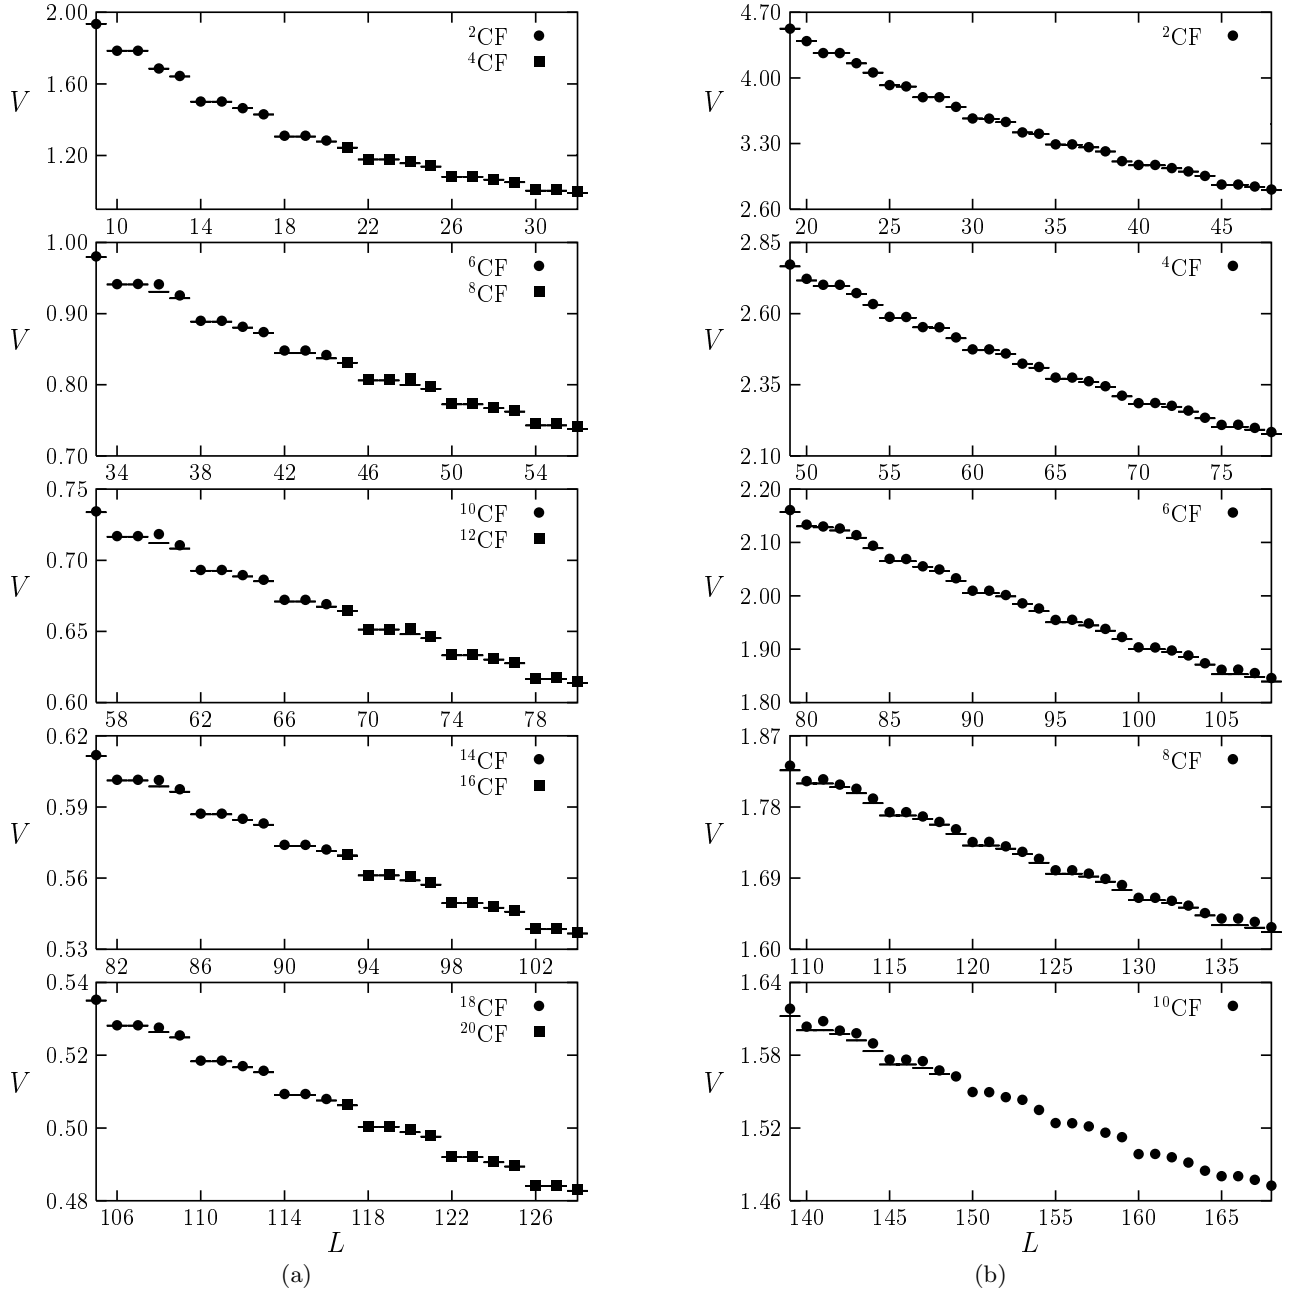 2.00
1.60
1.20
V
²CF
⁴CF
10 14 18 22 26 30
1.00
0.90
0.80
0.70
V
⁶CF
⁸CF
34 38 42 46 50 54
0.75
0.70
0.65
0.60
V
¹⁰CF
¹²CF
58 62 66 70 74 78
0.62
0.59
0.56
0.53
V
¹⁴CF
¹⁶CF
82 86 90 94 98 102
0.54
0.52
0.50
0.48
V
¹⁸CF
²⁰CF
106 110 114 118 122 126
L
(a)
4.70
4.00
3.30
2.60
V
²CF
20 25 30 35 40 45
2.85
2.60
2.35
2.10
V
⁴CF
50 55 60 65 70 75
2.20
2.10
2.00
1.90
1.80
V
⁶CF
80 85 90 95 100 105
1.87
1.78
1.69
1.60
V
⁸CF
110 115 120 125 130 135
1.64
1.58
1.52
1.46
V
¹⁰CF
140 145 150 155 160 165
L
(b)